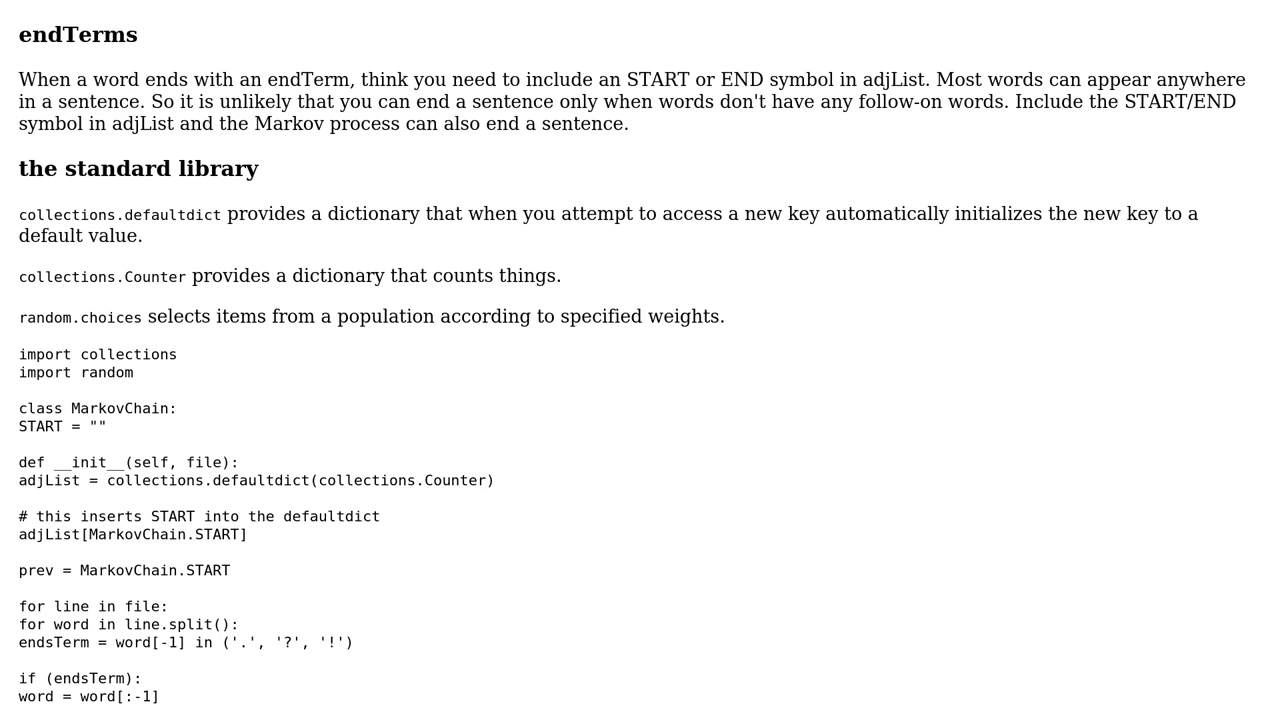 endTerms
When a word ends with an endTerm, think you need to include an START or END symbol in adjList. Most words can appear anywhere
in a sentence. So it is unlikely that you can end a sentence only when words don't have any follow-on words. Include the START/END
symbol in adjList and the Markov process can also end a sentence.
the standard library
collections.defaultdict provides a dictionary that when you attempt to access a new key automatically initializes the new key to a
default value.
collections.Counter provides a dictionary that counts things.
random.choices selects items from a population according to specified weights.
import collections
import random
class MarkovChain:
START = ""
def __init__(self, file):
adjList = collections.defaultdict(collections.Counter)
# this inserts START into the defaultdict
adjList[MarkovChain.START]
prev = MarkovChain.START
for line in file:
for word in line.split():
endsTerm = word[-1] in ('.', '?', '!')
if (endsTerm):
word = word[:-1]